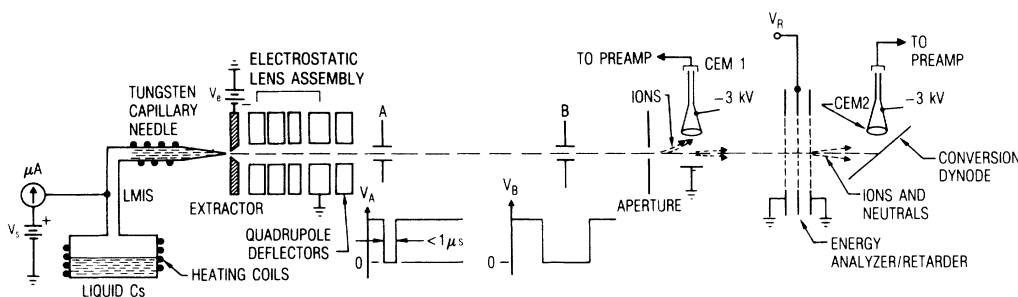 V_R
TO PREAMP
CEM 1
TO
PREAMP
ELECTROSTATIC
LENS ASSEMBLY
V_e
−
TUNGSTEN
CAPILLARY
NEEDLE
A
B
IONS
−3 kV
CEM2
−3 kV
μA
LMIS
CONVERSION
DYNODE
V_s
+
EXTRACTOR
V_A
V_B
APERTURE
IONS AND
NEUTRALS
QUADRUPOLE
DEFLECTORS
<1μs
0
0
HEATING COILS
LIQUID Cs
ENERGY
ANALYZER/RETARDER